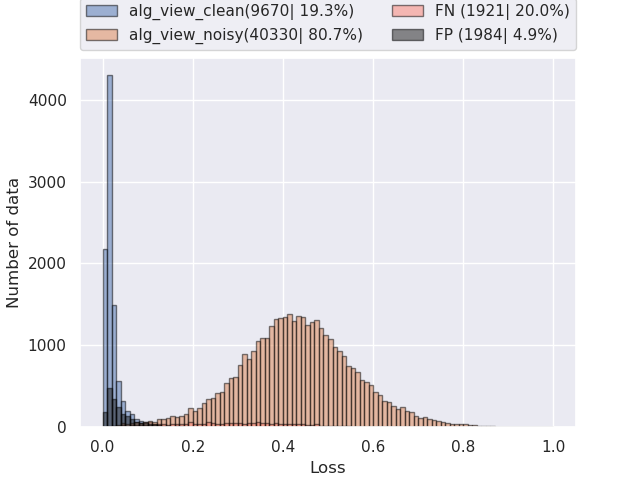 alg_view_clean(9670| 19.3%)
FN (1921| 20.0%)
alg_view_noisy(40330| 80.7%)
FP (1984| 4.9%)
4000
3000
2000
1000
0
Number of data
0.0 0.2 0.4 0.6 0.8 1.0
Loss